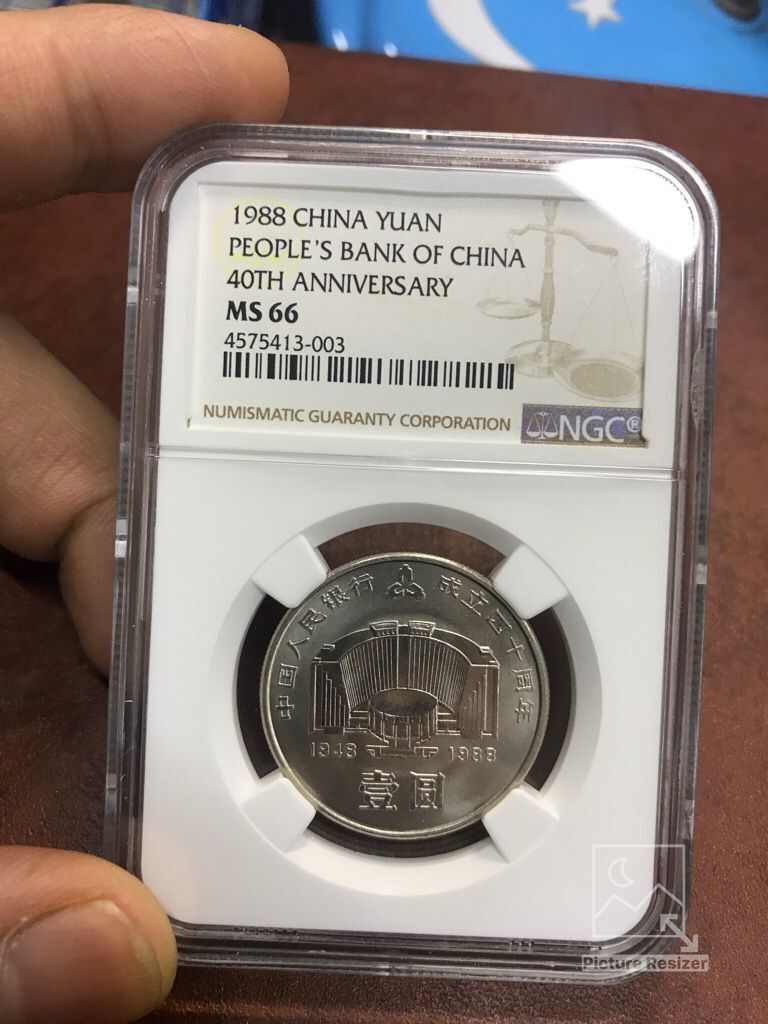 1988 CHINA YUAN
PEOPLE'S BANK OF CHINA
40TH ANNIVERSARY
MS 66
4575413-003
NUMISMATIC GUARANTY CORPORATION
NGC®
中国人民银行 成立四十周年
1948 1988
壹圆
Picture Resizer